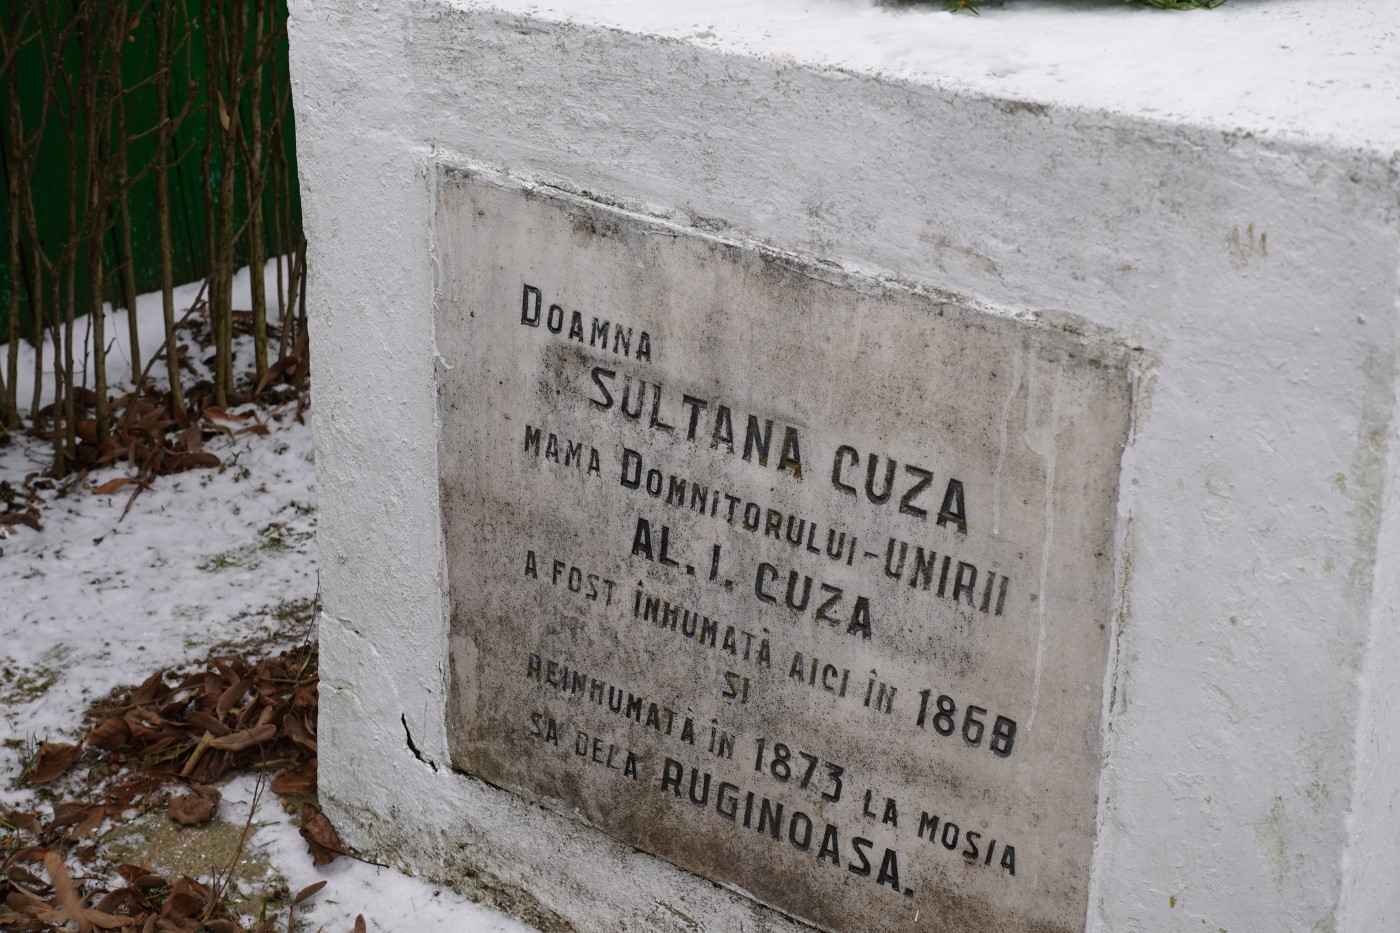 DOAMNA
SULTANA CUZA
MAMA DOMNITORULUI-UNIRII
AL. I. CUZA
A FOST ÎNHUMATĂ AICI ÎN
SI
REINHUMATĂ ÎN 1873 LA MOSIA
SA DELA RUGINOASA.